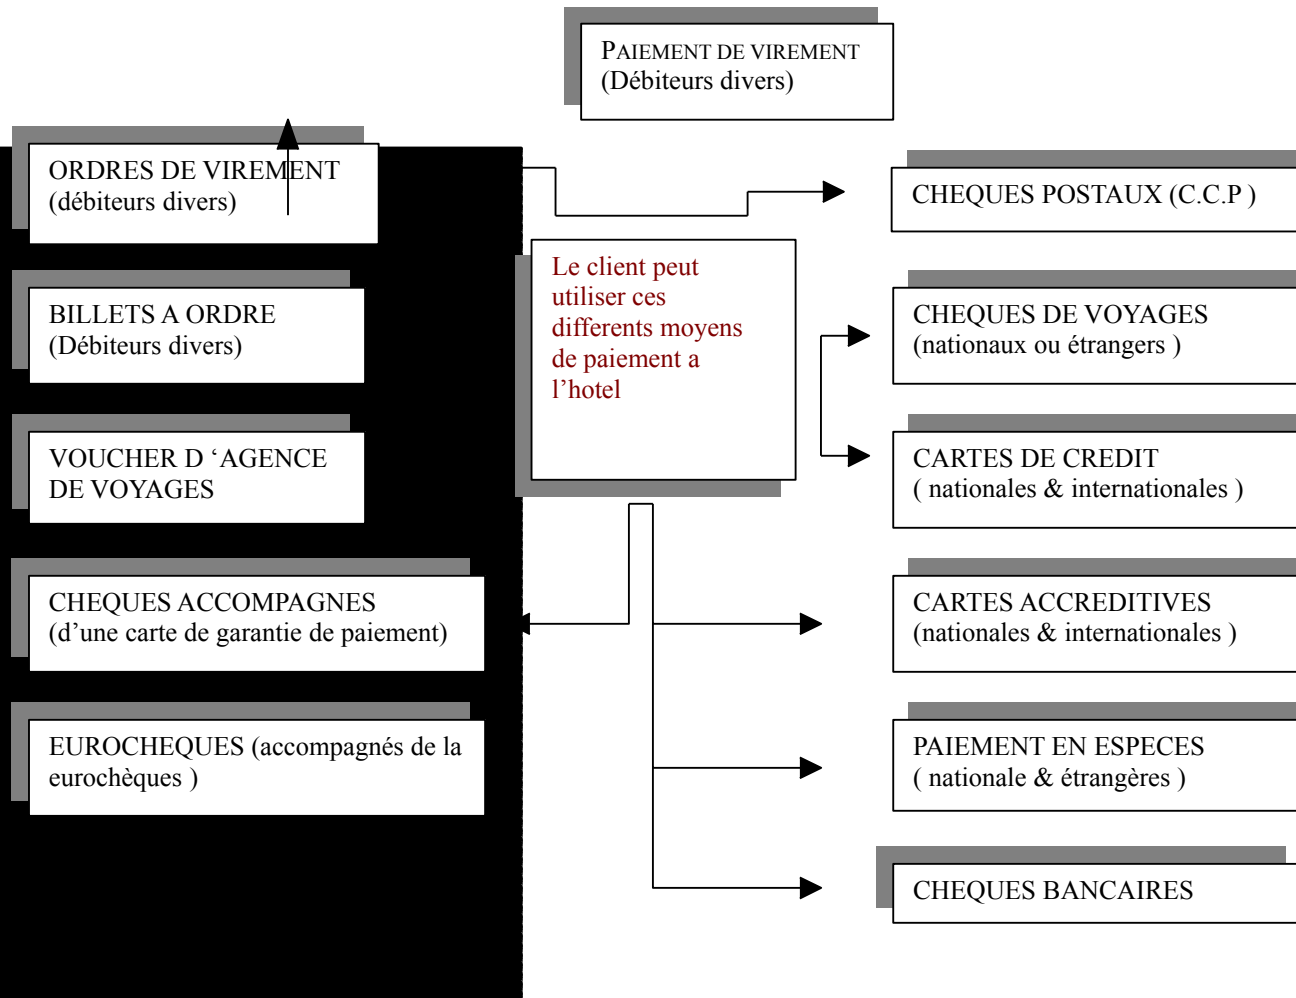 PAIEMENT DE VIREMENT
(Débiteurs divers)
ORDRES DE VIREMENT
(débiteurs divers)
BILLETS A ORDRE
(Débiteurs divers)
VOUCHER D ‘AGENCE
DE VOYAGES
CHEQUES ACCOMPAGNES
(d’une carte de garantie de paiement)
EUROCHEQUES (accompagnés de la
eurochèques )
Le client peut
utiliser ces
differents moyens
de paiement a
l’hotel
CHEQUES POSTAUX (C.C.P )
CHEQUES DE VOYAGES
(nationaux ou étrangers )
CARTES DE CREDIT
( nationales & internationales )
CARTES ACCREDITIVES
(nationales & internationales )
PAIEMENT EN ESPECES
( nationale & étrangères )
CHEQUES BANCAIRES